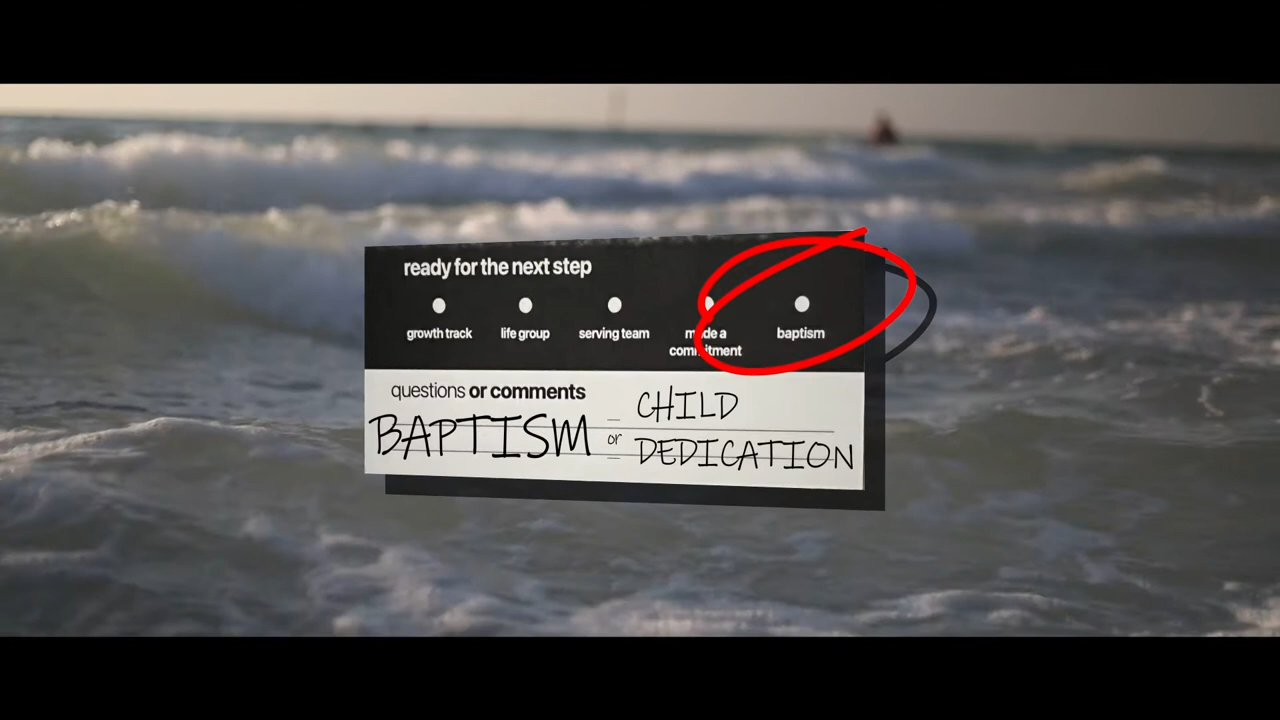 ready for the next step
growth track life group serving team made a commitment baptism
questions or comments
BAPTISM or CHILD DEDICATION